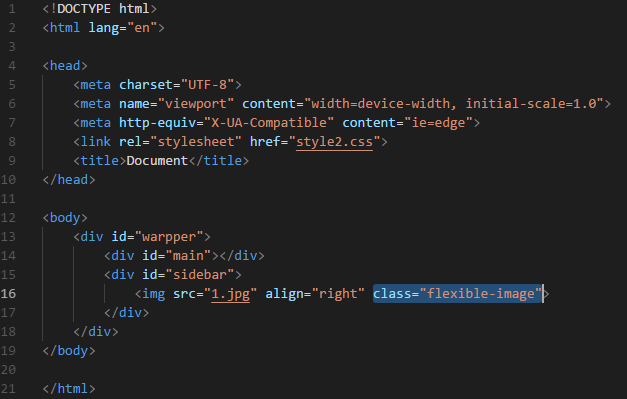 1 <!DOCTYPE html>
2 <html lang="en">
3
4 <head>
5 <meta charset="UTF-8">
6 <meta name="viewport" content="width=device-width, initial-scale=1.0">
7 <meta http-equiv="X-UA-Compatible" content="ie=edge">
8 <link rel="stylesheet" href="style2.css">
9 <title>Document</title>
10 </head>
11
12 <body>
13 <div id="warpper">
14 <div id="main"></div>
15 <div id="sidebar">
16 <img src="1.jpg" align="right" class="flexible-image">
17 </div>
18 </div>
19 </body>
20
21 </html>